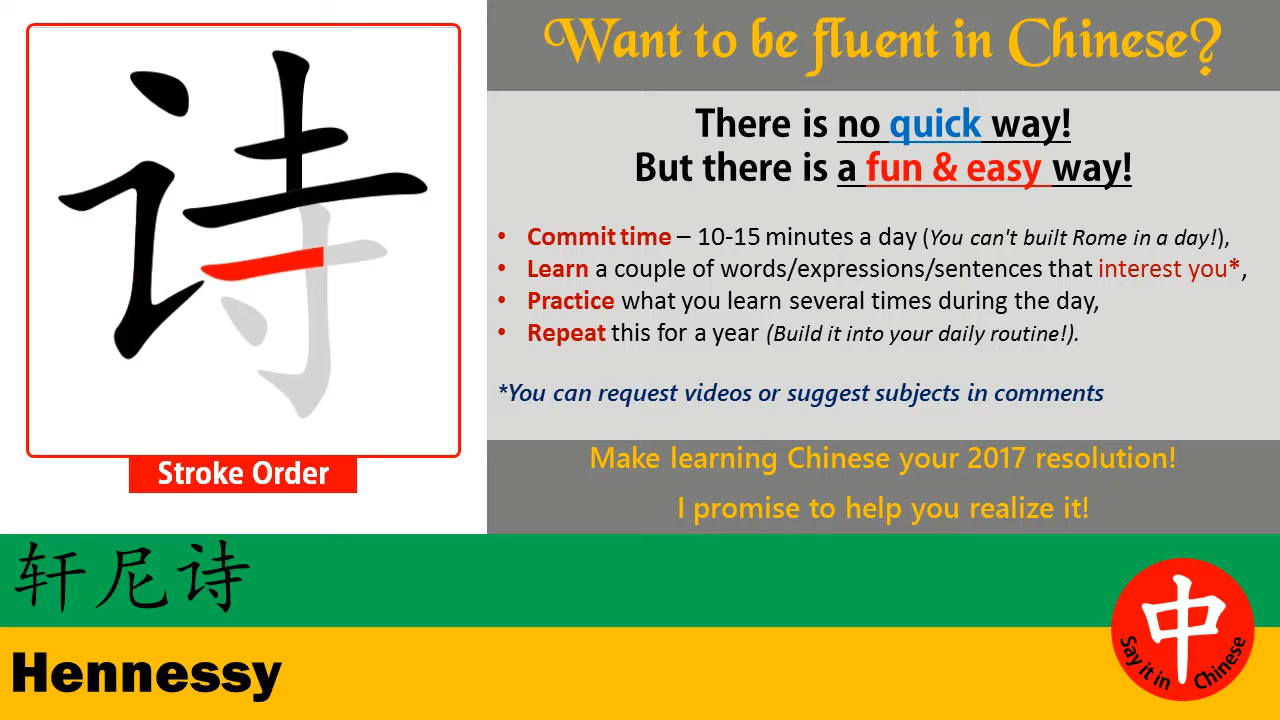 诗
Stroke Order
Want to be fluent in Chinese?
There is no quick way!
But there is a fun & easy way!
• Commit time – 10-15 minutes a day (You can't built Rome in a day!),
• Learn a couple of words/expressions/sentences that interest you*,
• Practice what you learn several times during the day,
• Repeat this for a year (Build it into your daily routine!).
*You can request videos or suggest subjects in comments
Make learning Chinese your 2017 resolution!
I promise to help you realize it!
轩尼诗
Hennessy
中
Say it in Chinese